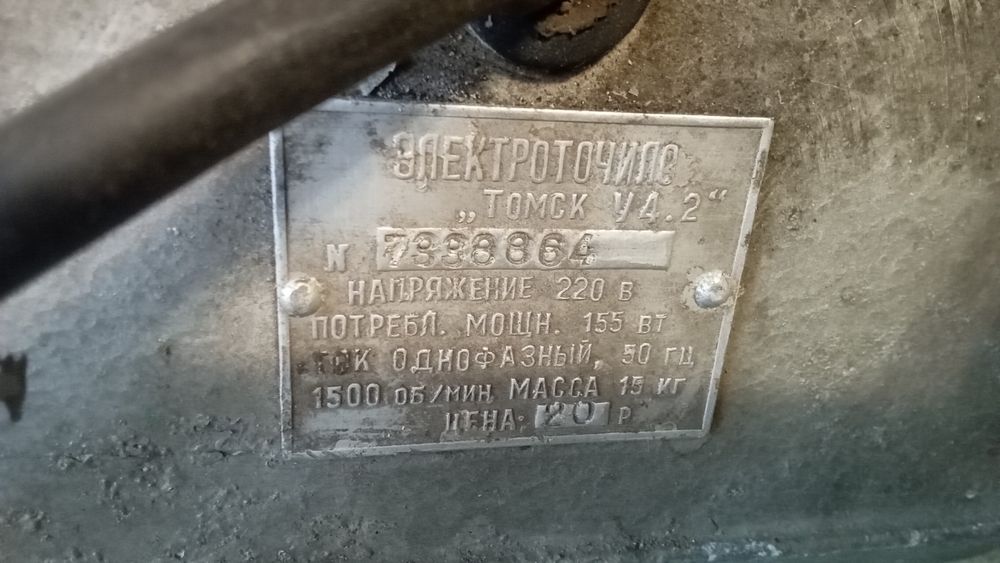 ЭЛЕКТРОТОЧИЛО
„ТОМСК У4.2“
N 7338864
НАПРЯЖЕНИЕ 220 В
ПОТРЕБЛ. МОЩН. 155 ВТ
ТОК ОДНОФАЗНЫЙ, 50 ГЦ
1500 ОБ/МИН МАССА 15 КГ
ЦЕНА: 20 Р